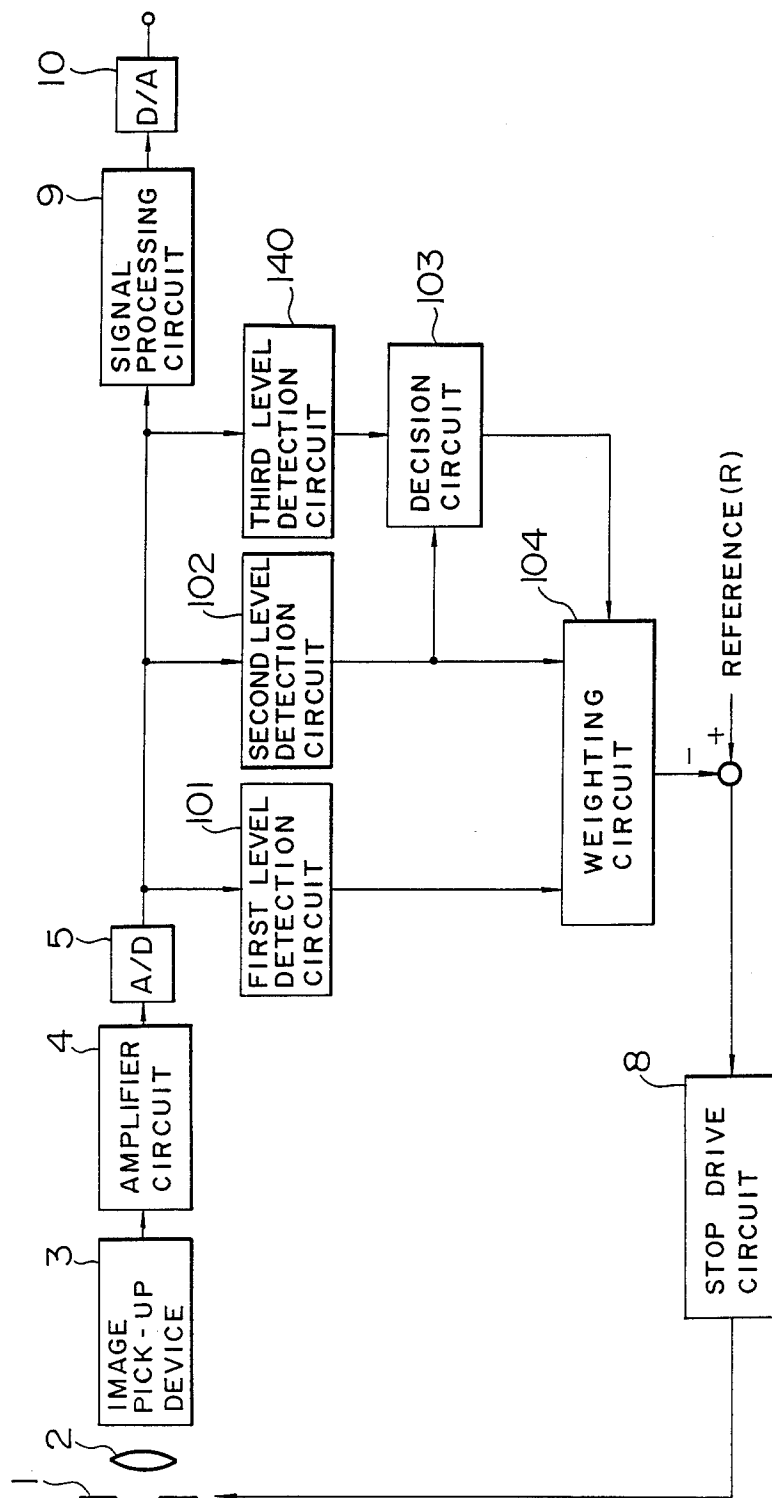 1
2
3
IMAGE
PICK-UP
DEVICE
4
AMPLIFIER
CIRCUIT
5
A/D
9
SIGNAL
PROCESSING
CIRCUIT
10
D/A
101
FIRST LEVEL
DETECTION
CIRCUIT
102
SECOND LEVEL
DETECTION
CIRCUIT
140
THIRD LEVEL
DETECTION
CIRCUIT
103
DECISION
CIRCUIT
104
WEIGHTING
CIRCUIT
-
+
REFERENCE(R)
8
STOP DRIVE
CIRCUIT